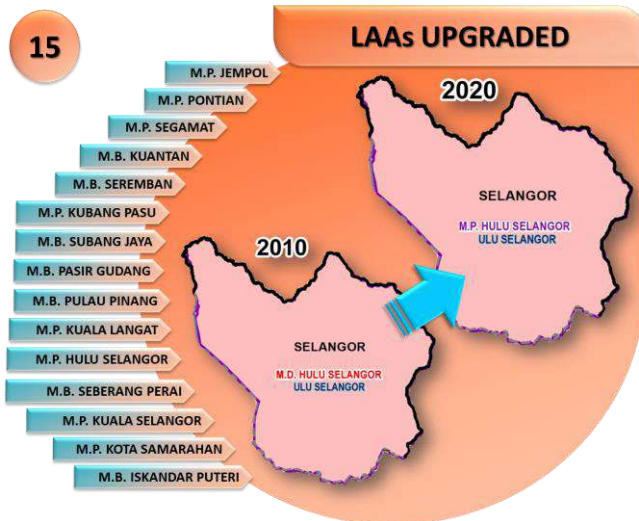 15
LAAs UPGRADED
M.P. JEMPOL
M.P. PONTIAN
M.P. SEGAMAT
M.B. KUANTAN
M.B. SEREMBAN
M.P. KUBANG PASU
M.B. SUBANG JAYA
M.B. PASIR GUDANG
M.B. PULAU PINANG
M.P. KUALA LANGAT
M.P. HULU SELANGOR
M.B. SEBERANG PERAI
M.P. KUALA SELANGOR
M.P. KOTA SAMARAHAN
M.B. ISKANDAR PUTERI
2010
SELANGOR
M.D. HULU SELANGOR
ULU SELANGOR
2020
SELANGOR
M.P. HULU SELANGOR
ULU SELANGOR